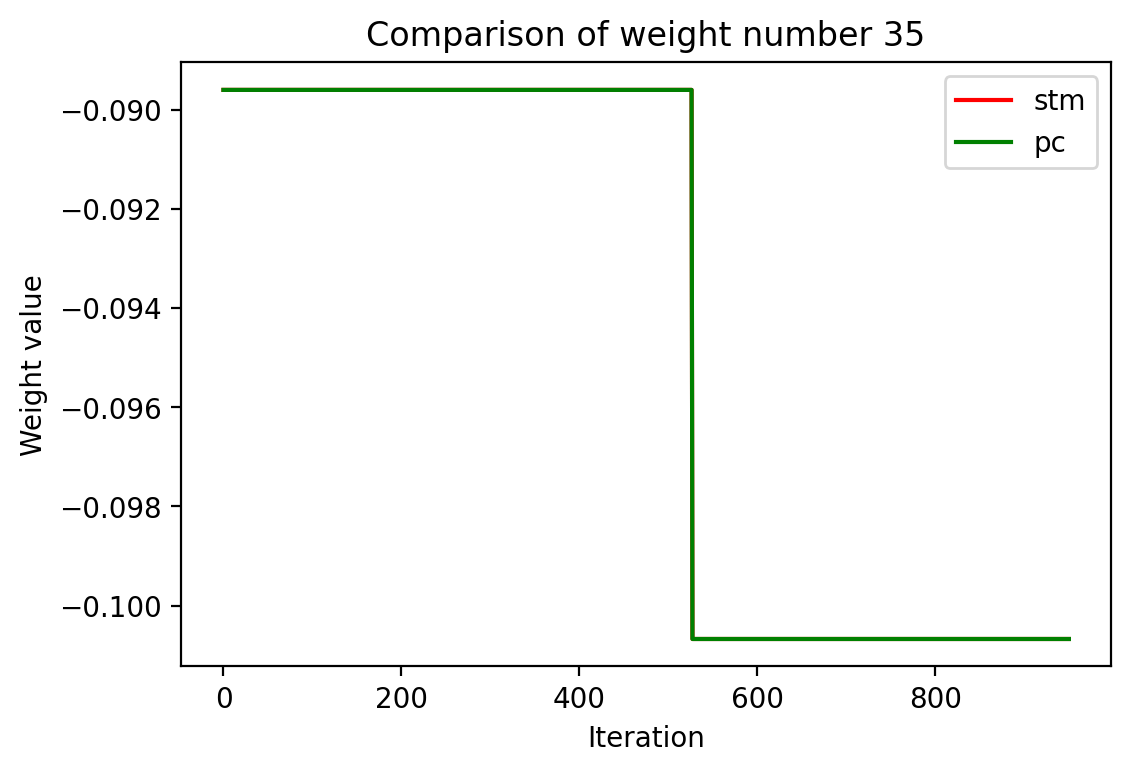 Comparison of weight number 35
stm
pc
Weight value
−0.090
−0.092
−0.094
−0.096
−0.098
−0.100
0 200 400 600 800
Iteration